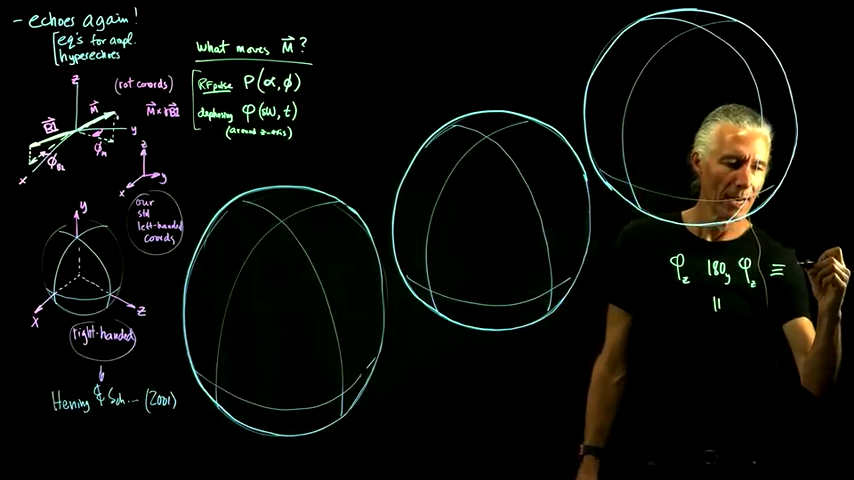 - echoes again!
[eq's for ampl.
hyperechoes
What moves M⃗ ?
RF pulse P(α,ϕ)
dephasing φ(δω,t)
(around z-axis)
(rot coords)
M⃗ x γB⃗1
z
M⃗
B⃗1
y
ϕM
ϕB1
x
z
y
x
our
std
left-handed
coords
y
x
z
right-handed
Hennig & Sch... (2001)
φz 180y φz ≡
||